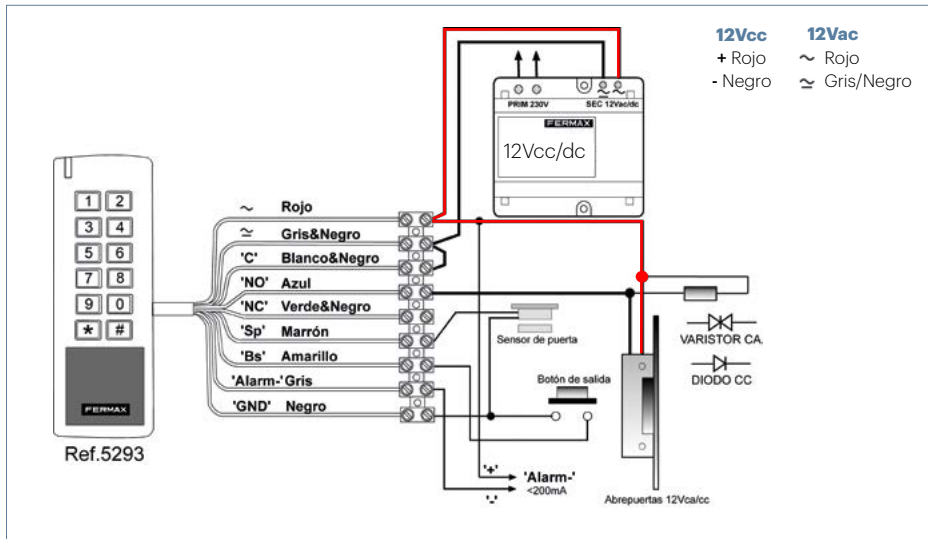 12Vcc 12Vac
+ Rojo ~ Rojo
- Negro ≃ Gris/Negro
PRIM 230V SEC 12Vac/dc
≃ ~
FERMAX
12Vcc/dc
1 2
3 4
5 6
7 8
9 0
* #
FERMAX
Ref.5293
~ Rojo
≃ Gris&Negro
'C' Blanco&Negro
'NO' Azul
'NC' Verde&Negro
'Sp' Marrón
'Bs' Amarillo
'Alarm-' Gris
'GND' Negro
Sensor de puerta
Botón de salida
'+' 'Alarm-'
<200mA
'-'
VARISTOR CA.
DIODO CC
Abrepuertas 12Vca/cc